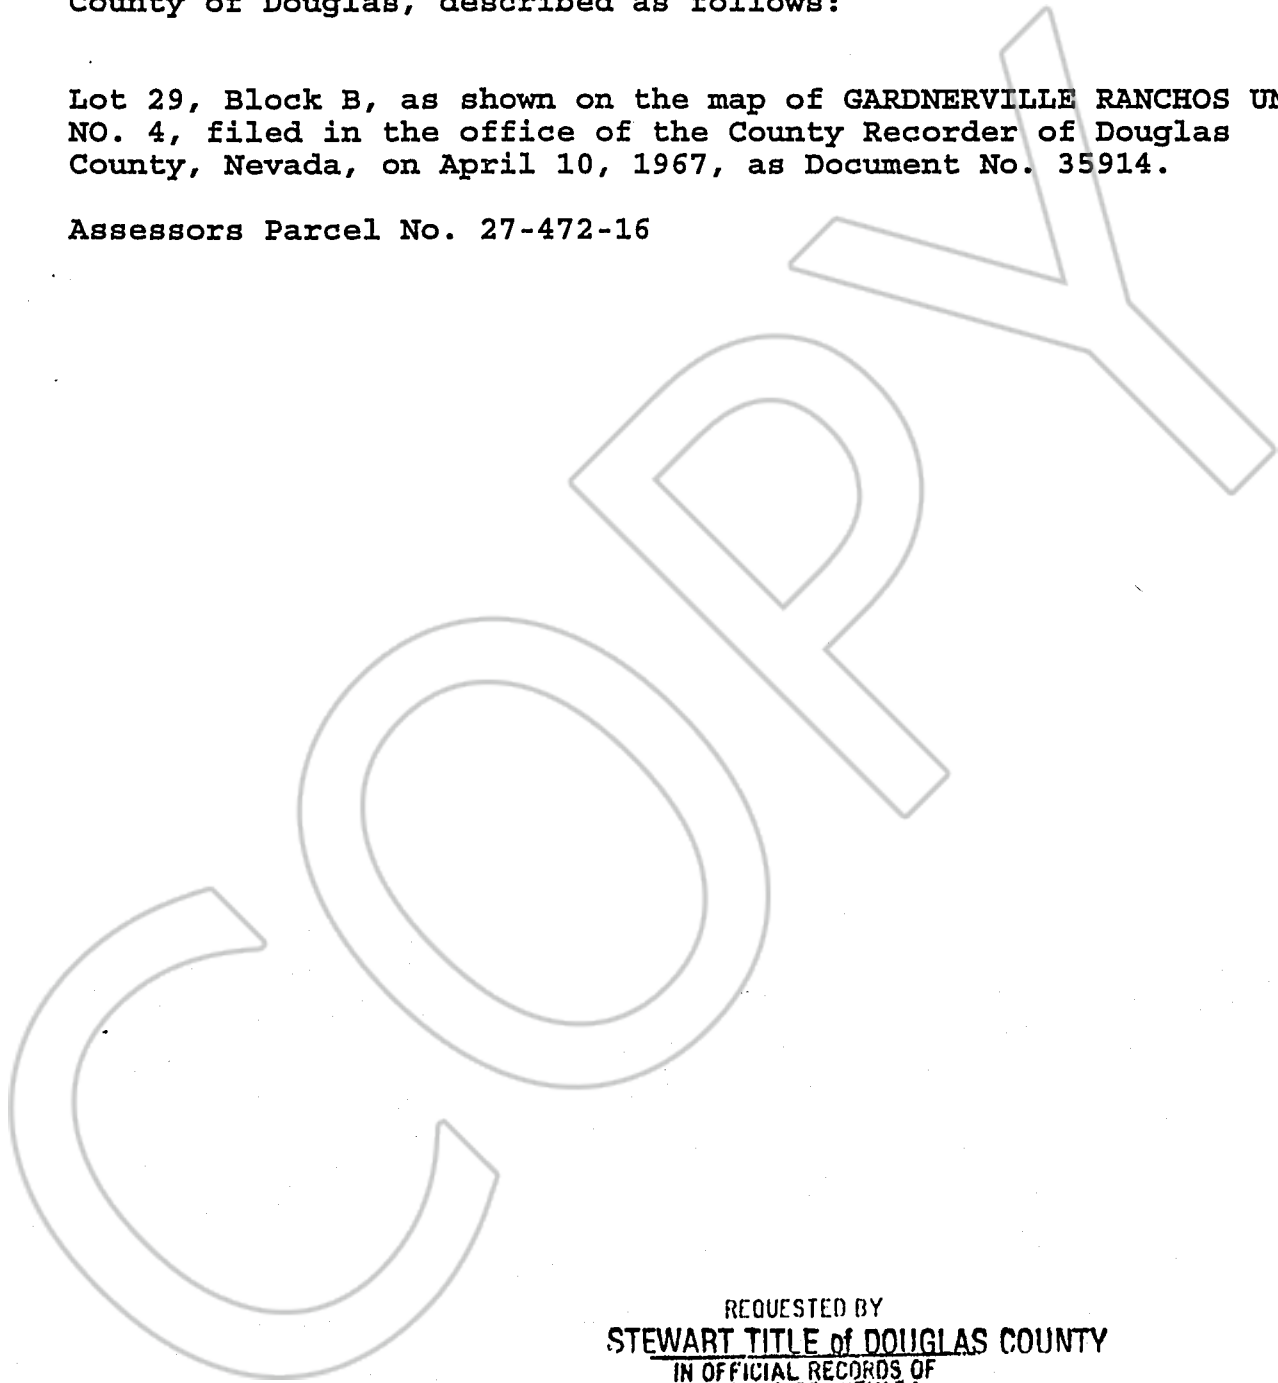 County of Douglas, described as follows:
Lot 29, Block B, as shown on the map of GARDNERVILLE RANCHOS
NO. 4, filed in the office of the County Recorder of Douglas
County, Nevada, on April 10, 1967, as Document No. 35914.
Assessors Parcel No. 27-472-16
COPY
REQUESTED BY
STEWART TITLE of DOUGLAS COUNTY
IN OFFICIAL RECORDS OF